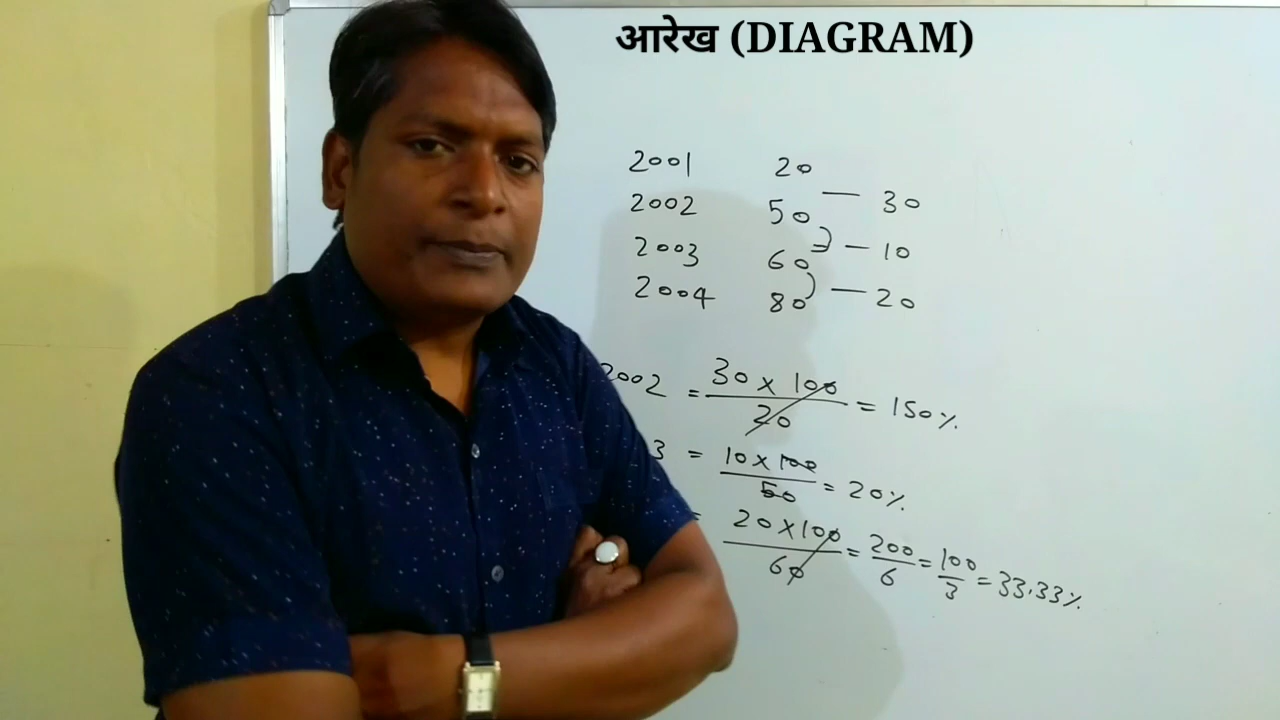 आरेख (DIAGRAM)
2001 20
— 30
2002 50
— 10
2003 60
— 20
2004 80
2002 = 30 x 100 / 20 = 150%
3 = 10 x 100 / 50 = 20%
= 20 x 100 / 60 = 200 / 6 = 100 / 3 = 33.33%